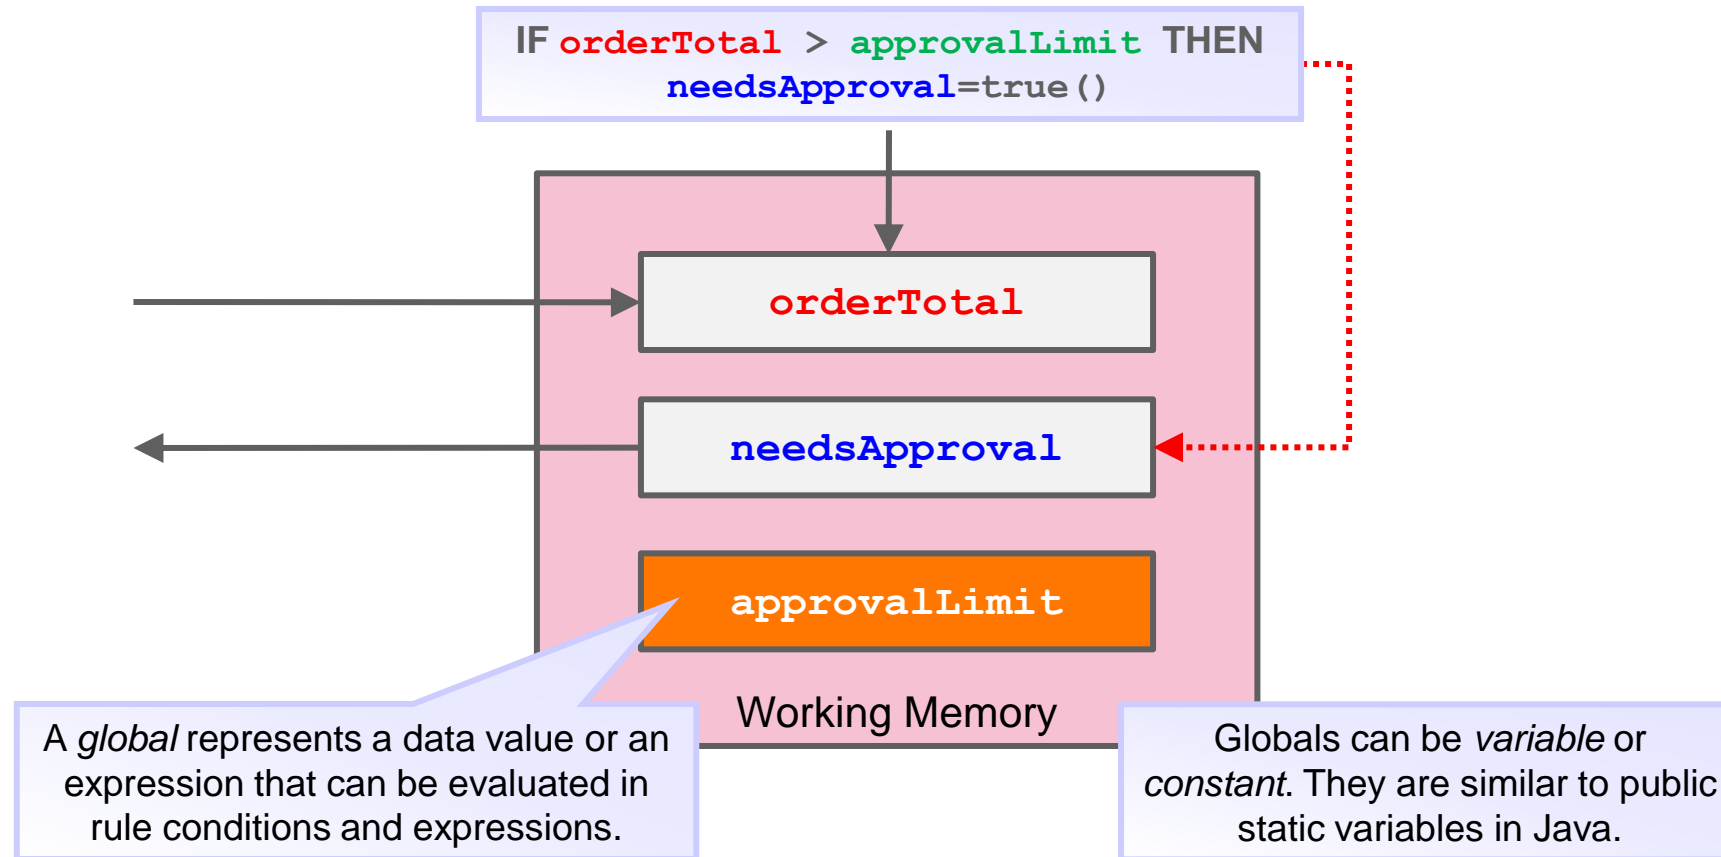 IF orderTotal > approvalLimit THEN
needsApproval=true()
orderTotal
needsApproval
approvalLimit
Working Memory
A global represents a data value or an
expression that can be evaluated in
rule conditions and expressions.
Globals can be variable or
constant. They are similar to public
static variables in Java.